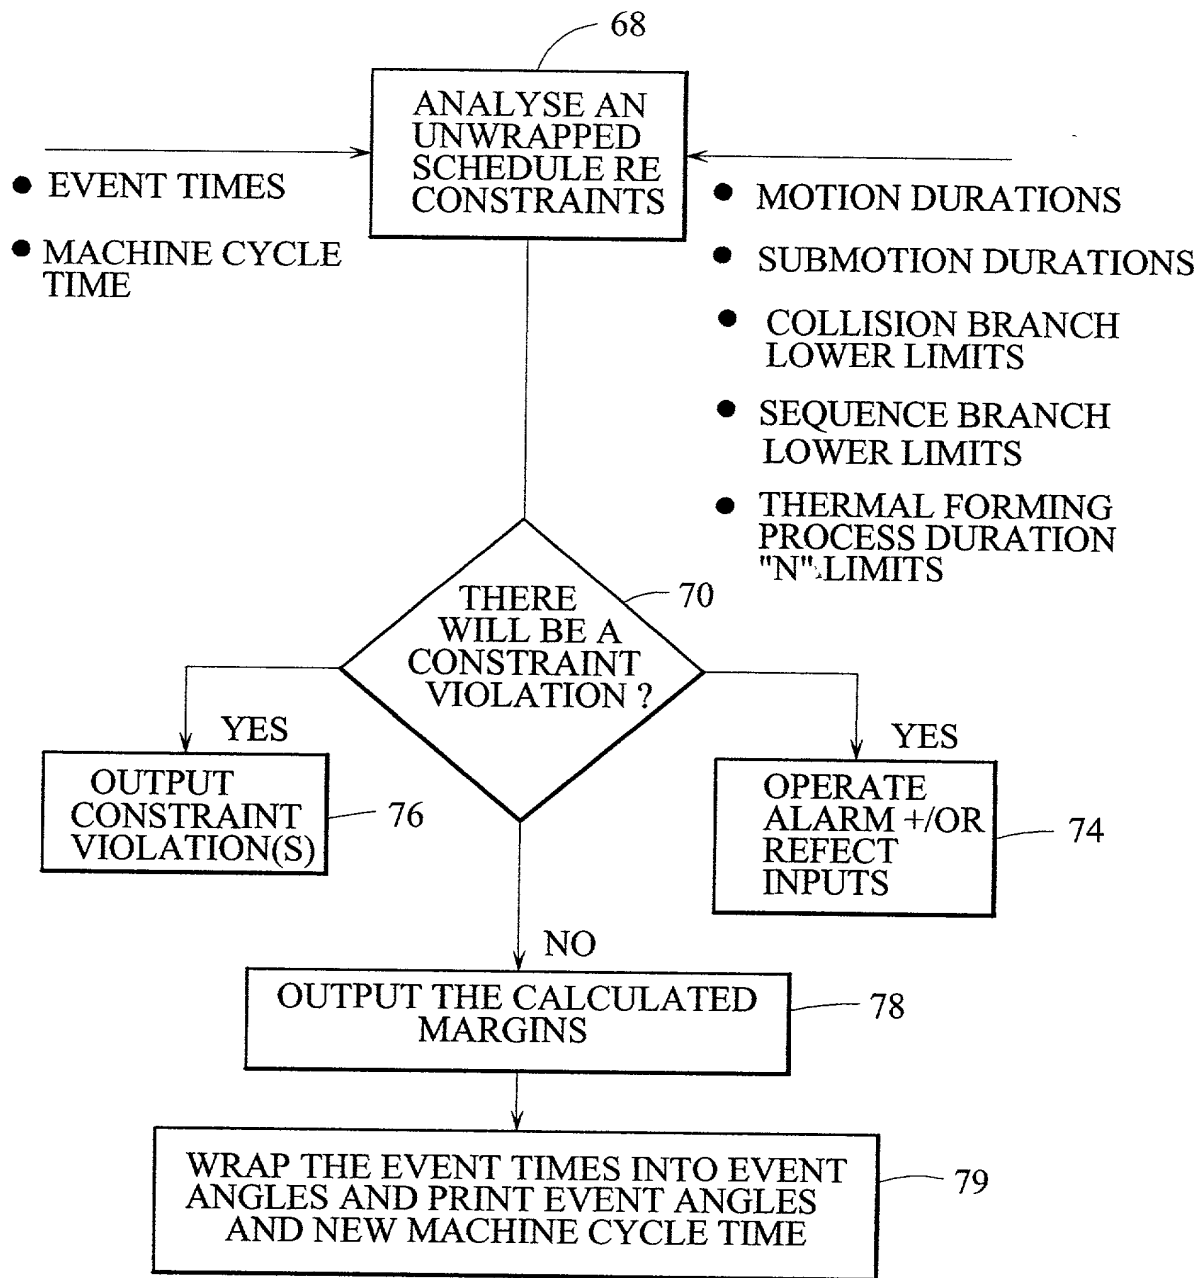 68
ANALYSE AN
UNWRAPPED
SCHEDULE RE
CONSTRAINTS
● EVENT TIMES
● MACHINE CYCLE
TIME
● MOTION DURATIONS
● SUBMOTION DURATIONS
● COLLISION BRANCH
LOWER LIMITS
● SEQUENCE BRANCH
LOWER LIMITS
● THERMAL FORMING
PROCESS DURATION
"N" LIMITS
70
THERE
WILL BE A
CONSTRAINT
VIOLATION ?
YES
OUTPUT
CONSTRAINT
VIOLATION(S)
76
YES
OPERATE
ALARM +/OR
REFECT
INPUTS
74
NO
OUTPUT THE CALCULATED
MARGINS
78
WRAP THE EVENT TIMES INTO EVENT
ANGLES AND PRINT EVENT ANGLES
AND NEW MACHINE CYCLE TIME
79